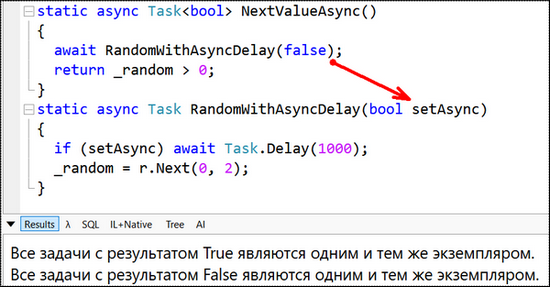 static async Task<bool> NextValueAsync()
{
await RandomWithAsyncDelay(false);
return _random > 0;
}
static async Task RandomWithAsyncDelay(bool setAsync)
{
if (setAsync) await Task.Delay(1000);
_random = r.Next(0, 2);
}
Results λ SQL IL+Native Tree AI
Все задачи с результатом True являются одним и тем же экземпляром.
Все задачи с результатом False являются одним и тем же экземпляром.